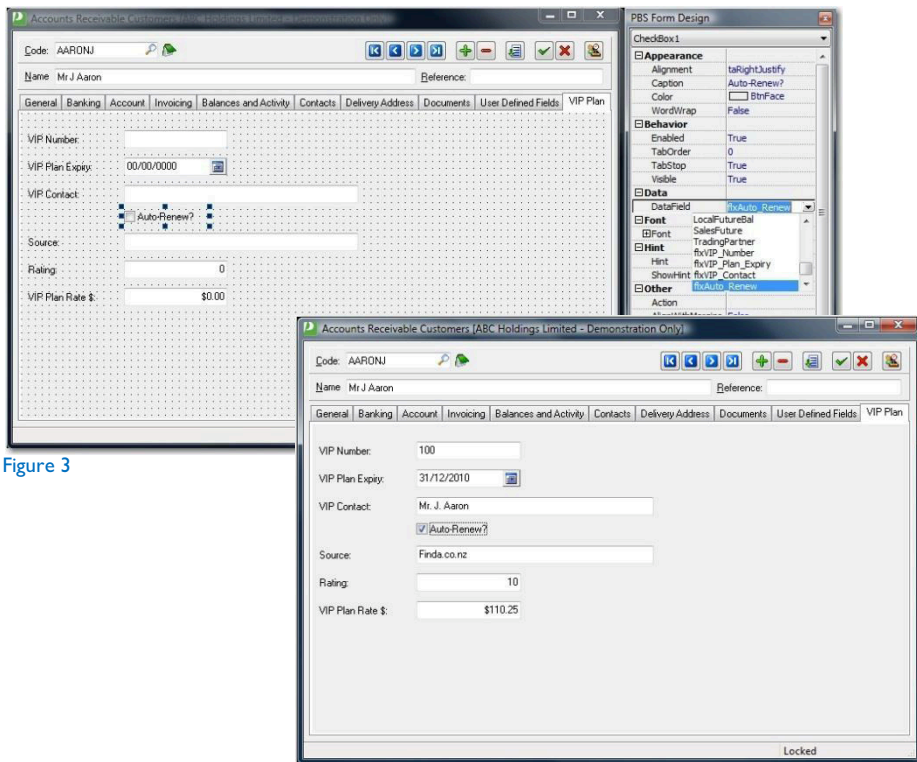 Accounts Receivable Customers [ABC Holdings Limited - Demonstration Only]
Code: AARONJ
Name Mr J Aaron Reference:
General Banking Account Invoicing Balances and Activity Contacts Delivery Address Documents User Defined Fields VIP Plan
VIP Number:
VIP Plan Expiry: 00/00/0000
VIP Contact:
Auto-Renew?
Source:
Rating: 0
VIP Plan Rate $: $0.00
PBS Form Design
CheckBox1
Appearance
Alignment taRightJustify
Caption Auto-Renew?
Color BtnFace
WordWrap False
Behavior
Enabled True
TabOrder 0
TabStop True
Visible True
Data
DataField flxAuto_Renew
Font LocalFutureBal
Font SalesFuture
TradingPartner
Hint flxVIP_Number
Hint flxVIP_Plan_Expiry
ShowHint flxVIP_Contact
Other flxAuto_Renew
Action
Figure 3
Accounts Receivable Customers [ABC Holdings Limited - Demonstration Only]
Code: AARONJ
Name Mr J Aaron Reference:
General Banking Account Invoicing Balances and Activity Contacts Delivery Address Documents User Defined Fields VIP Plan
VIP Number: 100
VIP Plan Expiry: 31/12/2010
VIP Contact: Mr. J. Aaron
Auto-Renew?
Source: Finda.co.nz
Rating: 10
VIP Plan Rate $: $110.25
Locked